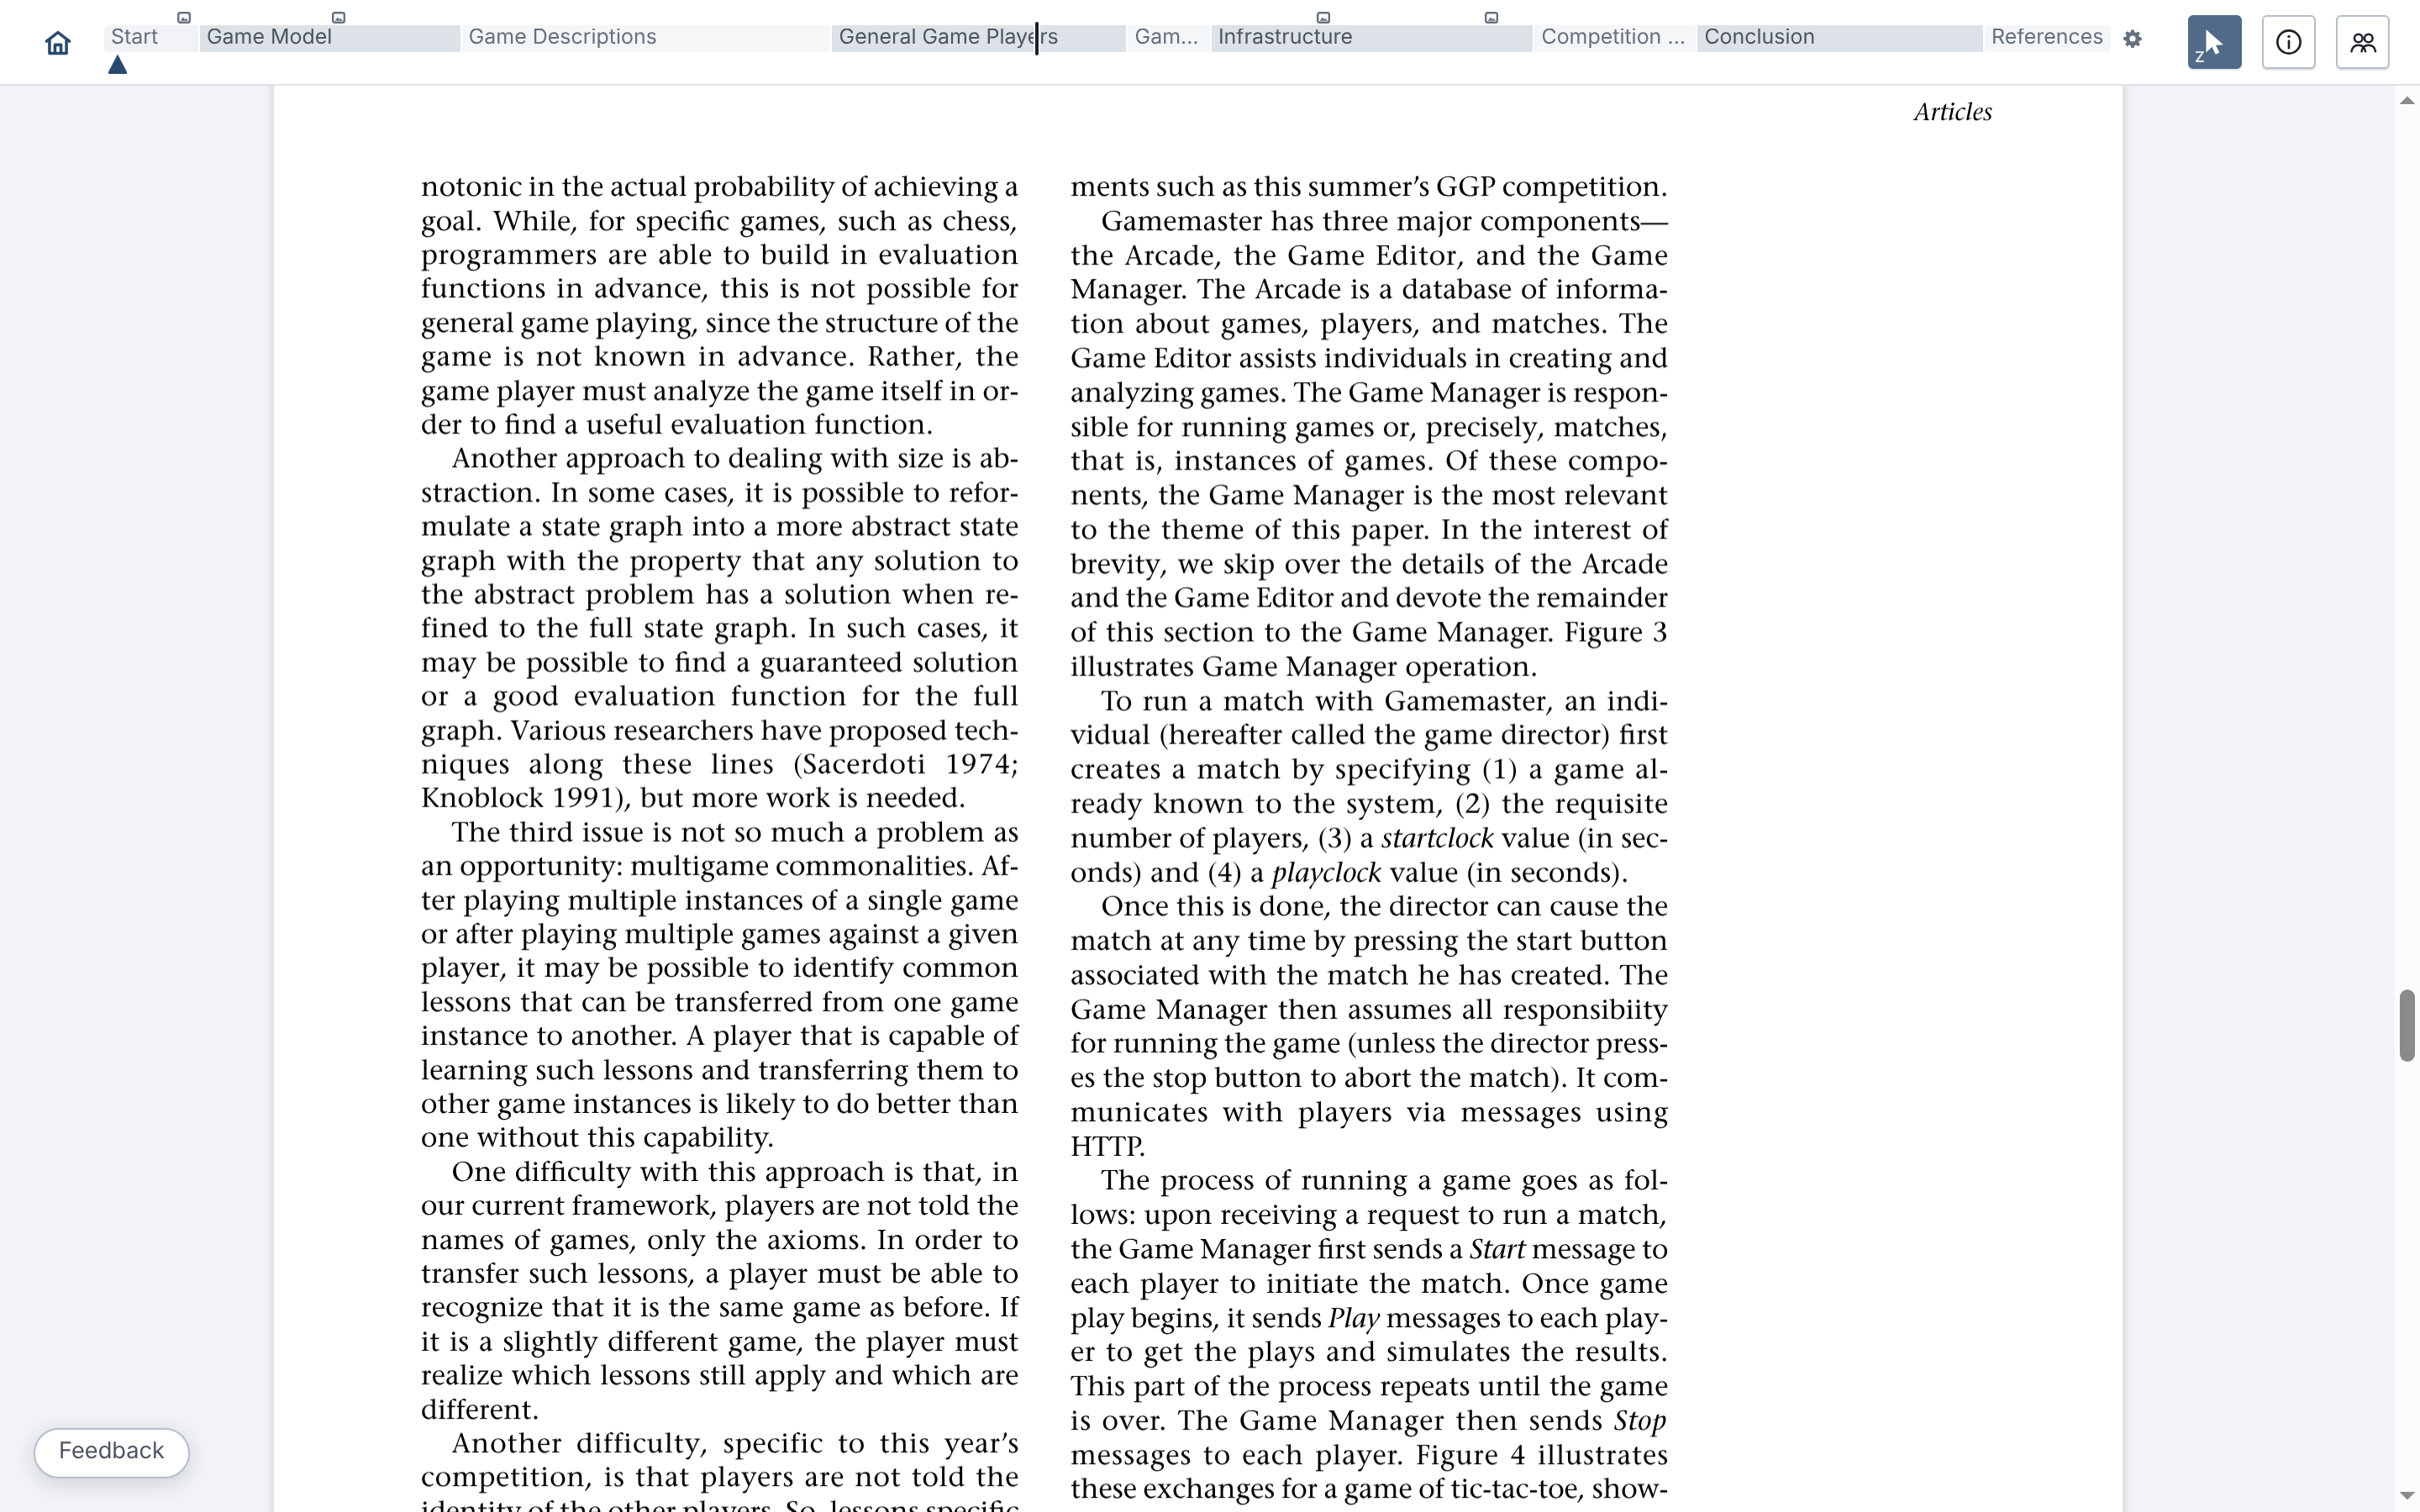 Start
Game Model
Game Descriptions
General Game Players
Gam...
Infrastructure
Competition ...
Conclusion
References
z
Articles
notonic in the actual probability of achieving a
goal. While, for specific games, such as chess,
programmers are able to build in evaluation
functions in advance, this is not possible for
general game playing, since the structure of the
game is not known in advance. Rather, the
game player must analyze the game itself in or-
der to find a useful evaluation function.
Another approach to dealing with size is ab-
straction. In some cases, it is possible to refor-
mulate a state graph into a more abstract state
graph with the property that any solution to
the abstract problem has a solution when re-
fined to the full state graph. In such cases, it
may be possible to find a guaranteed solution
or a good evaluation function for the full
graph. Various researchers have proposed tech-
niques along these lines (Sacerdoti 1974;
Knoblock 1991), but more work is needed.
The third issue is not so much a problem as
an opportunity: multigame commonalities. Af-
ter playing multiple instances of a single game
or after playing multiple games against a given
player, it may be possible to identify common
lessons that can be transferred from one game
instance to another. A player that is capable of
learning such lessons and transferring them to
other game instances is likely to do better than
one without this capability.
One difficulty with this approach is that, in
our current framework, players are not told the
names of games, only the axioms. In order to
transfer such lessons, a player must be able to
recognize that it is the same game as before. If
it is a slightly different game, the player must
realize which lessons still apply and which are
different.
Another difficulty, specific to this year's
competition, is that players are not told the
identity of the other players. So, lessons specific
ments such as this summer's GGP competition.
Gamemaster has three major components—
the Arcade, the Game Editor, and the Game
Manager. The Arcade is a database of informa-
tion about games, players, and matches. The
Game Editor assists individuals in creating and
analyzing games. The Game Manager is respon-
sible for running games or, precisely, matches,
that is, instances of games. Of these compo-
nents, the Game Manager is the most relevant
to the theme of this paper. In the interest of
brevity, we skip over the details of the Arcade
and the Game Editor and devote the remainder
of this section to the Game Manager. Figure 3
illustrates Game Manager operation.
To run a match with Gamemaster, an indi-
vidual (hereafter called the game director) first
creates a match by specifying (1) a game al-
ready known to the system, (2) the requisite
number of players, (3) a startclock value (in sec-
onds) and (4) a playclock value (in seconds).
Once this is done, the director can cause the
match at any time by pressing the start button
associated with the match he has created. The
Game Manager then assumes all responsibiity
for running the game (unless the director press-
es the stop button to abort the match). It com-
municates with players via messages using
HTTP.
The process of running a game goes as fol-
lows: upon receiving a request to run a match,
the Game Manager first sends a Start message to
each player to initiate the match. Once game
play begins, it sends Play messages to each play-
er to get the plays and simulates the results.
This part of the process repeats until the game
is over. The Game Manager then sends Stop
messages to each player. Figure 4 illustrates
these exchanges for a game of tic-tac-toe, show-
Feedback